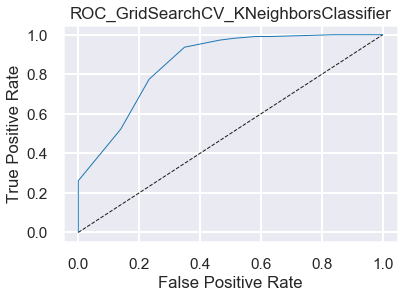 ROC_GridSearchCV_KNeighborsClassifier
True Positive Rate
1.0
0.8
0.6
0.4
0.2
0.0
0.0 0.2 0.4 0.6 0.8 1.0
False Positive Rate